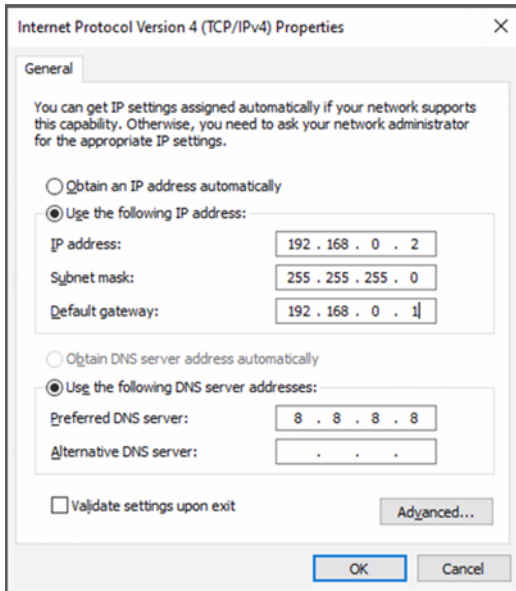 Internet Protocol Version 4 (TCP/IPv4) Properties
General
You can get IP settings assigned automatically if your network supports
this capability. Otherwise, you need to ask your network administrator
for the appropriate IP settings.
Obtain an IP address automatically
Use the following IP address:
IP address: 192 . 168 . 0 . 2
Subnet mask: 255 . 255 . 255 . 0
Default gateway: 192 . 168 . 0 . 1
Obtain DNS server address automatically
Use the following DNS server addresses:
Preferred DNS server: 8 . 8 . 8 . 8
Alternative DNS server: . . .
Validate settings upon exit
Advanced...
OK Cancel